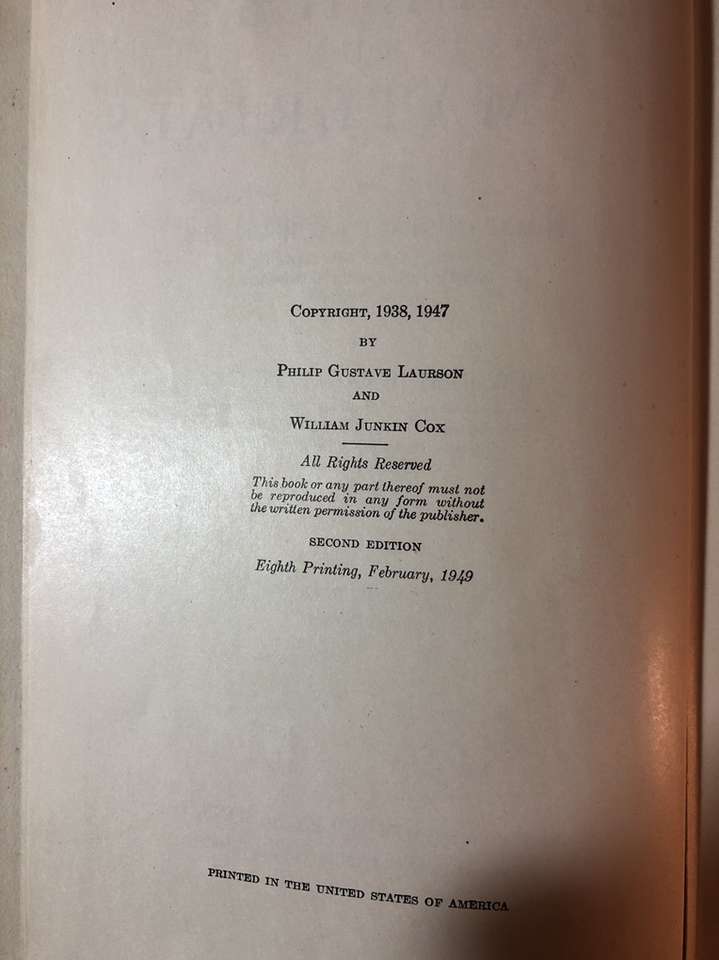 COPYRIGHT, 1938, 1947
BY
PHILIP GUSTAVE LAURSON
AND
WILLIAM JUNKIN COX
All Rights Reserved
This book or any part thereof must not
be reproduced in any form without
the written permission of the publisher.
SECOND EDITION
Eighth Printing, February, 1949
PRINTED IN THE UNITED STATES OF AMERICA